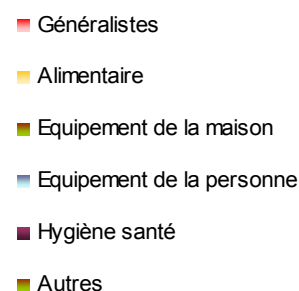 Généralistes
Alimentaire
Equipement de la maison
Equipement de la personne
Hygiène santé
Autres